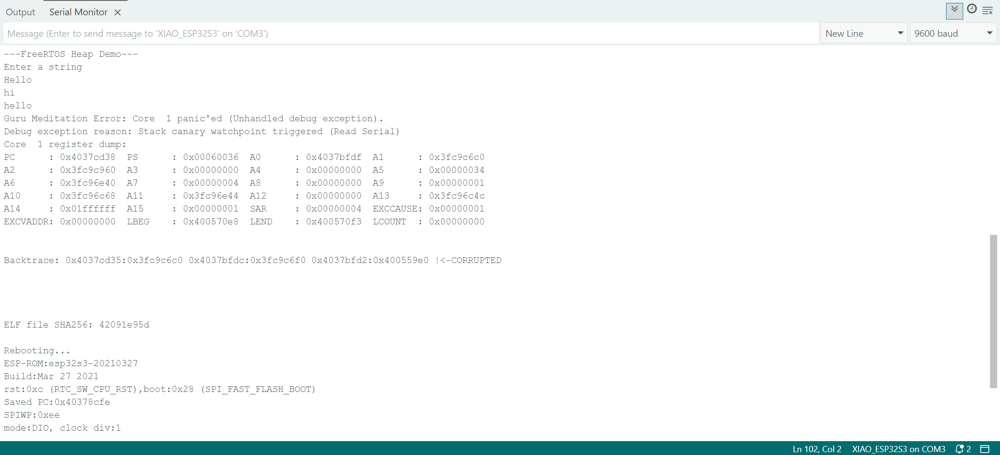 Output Serial Monitor
Message (Enter to send message to 'XIAO_ESP32S3' on 'COM3') New Line 9600 baud
---FreeRTOS Heap Demo---
Enter a string
Hello
hi
hello
Guru Meditation Error: Core  1 panic'ed (Unhandled debug exception).
Debug exception reason: Stack canary watchpoint triggered (Read Serial)
Core  1 register dump:
PC      : 0x4037cd38  PS      : 0x00060036  A0      : 0x4037bfdf  A1      : 0x3fc9c6c0
A2      : 0x3fc9c960  A3      : 0x00000000  A4      : 0x00000000  A5      : 0x00000034
A6      : 0x3fc96e40  A7      : 0x00000004  A8      : 0x00000000  A9      : 0x00000001
A10     : 0x3fc96c68  A11     : 0x3fc96e44  A12     : 0x00000000  A13     : 0x3fc96c4c
A14     : 0x01ffffff  A15     : 0x00000001  SAR     : 0x00000004  EXCCAUSE: 0x00000001
EXCVADDR: 0x00000000  LBEG    : 0x400570e8  LEND    : 0x400570f3  LCOUNT  : 0x00000000
Backtrace: 0x4037cd35:0x3fc9c6c0 0x4037bfdc:0x3fc9c6f0 0x4037bfd2:0x400559e0 |<-CORRUPTED
ELF file SHA256: 42091e95d
Rebooting...
ESP-ROM:esp32s3-20210327
Build:Mar 27 2021
rst:0xc (RTC_SW_CPU_RST),boot:0x28 (SPI_FAST_FLASH_BOOT)
Saved PC:0x40378cfe
SPIWP:0xee
mode:DIO, clock div:1
Ln 102, Col 2 XIAO_ESP32S3 on COM3 2